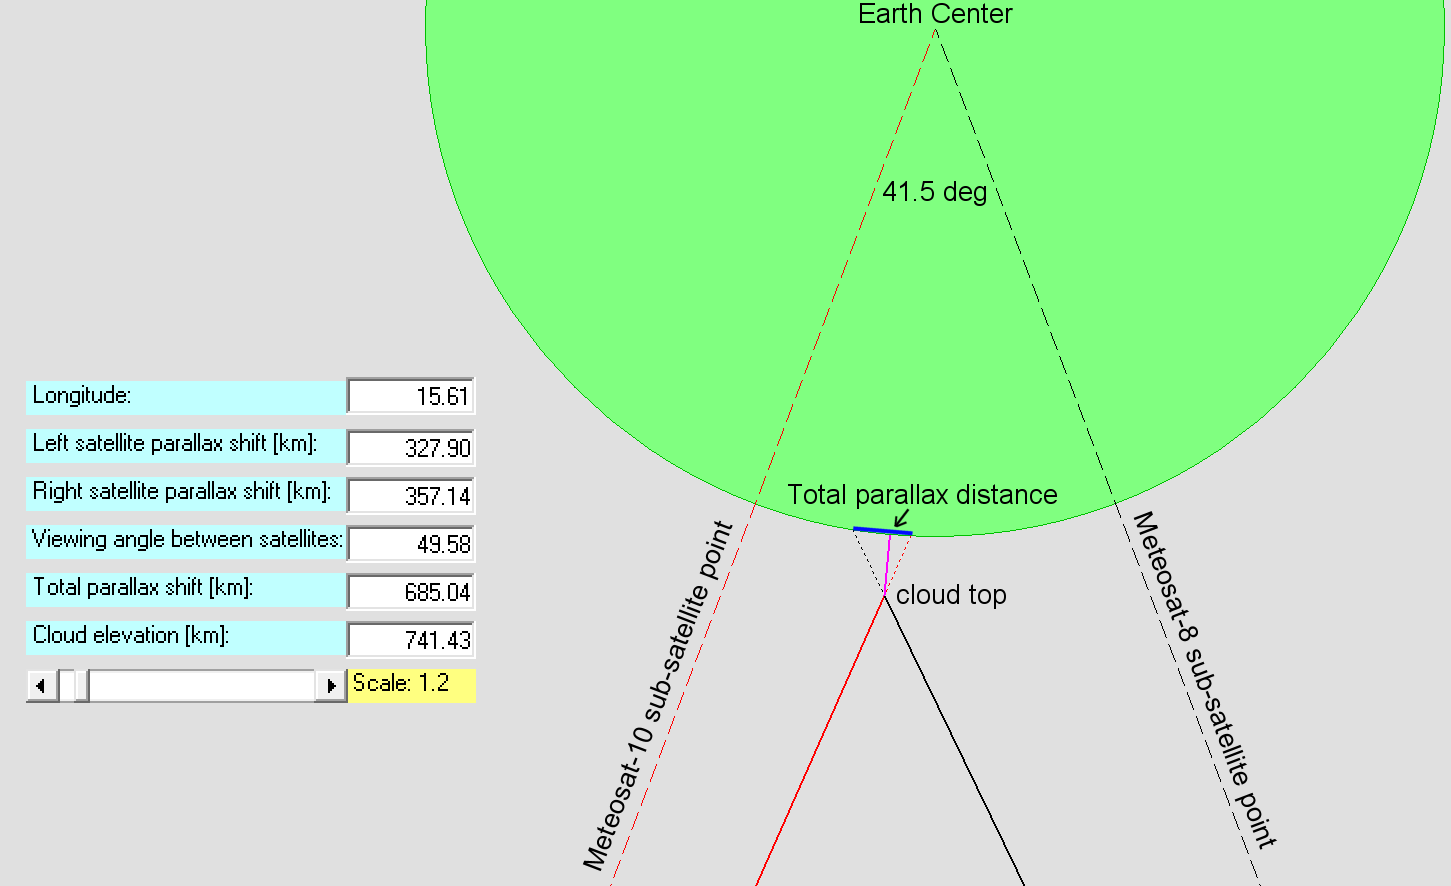 Earth Center
41.5 deg
Longitude: 15.61
Left satellite parallax shift [km]: 327.90
Right satellite parallax shift [km]: 357.14
Viewing angle between satellites: 49.58
Total parallax shift [km]: 685.04
Cloud elevation [km]: 741.43
Scale: 1.2
Total parallax distance
cloud top
Meteosat-10 sub-satellite point
Meteosat-8 sub-satellite point